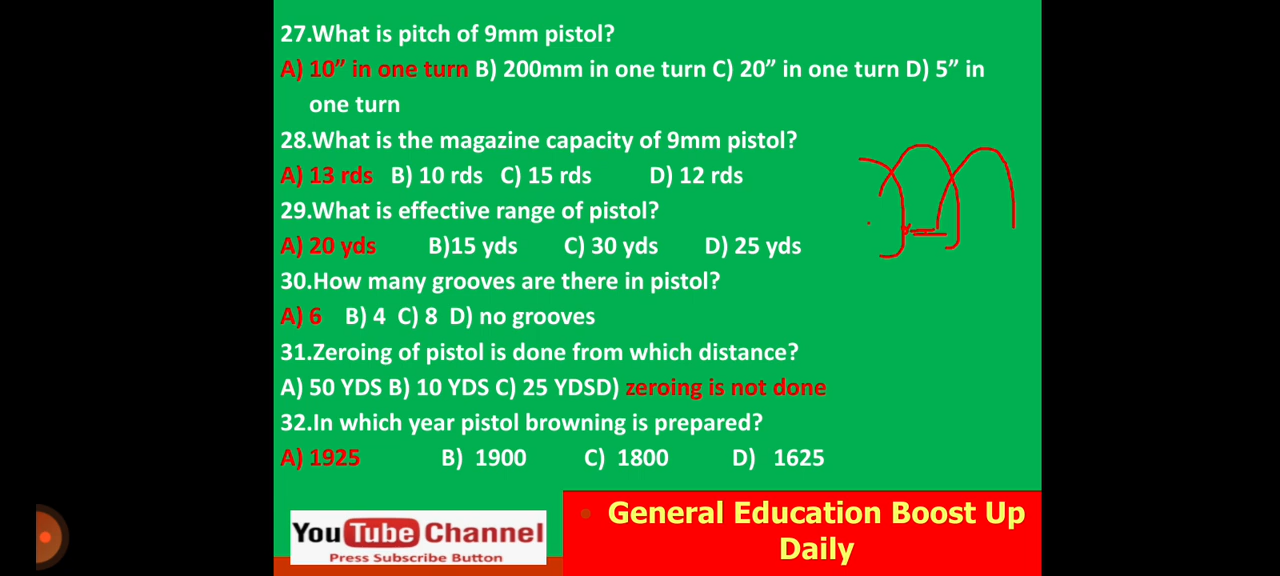 27.What is pitch of 9mm pistol?
A) 10” in one turn B) 200mm in one turn C) 20” in one turn D) 5” in
one turn
28.What is the magazine capacity of 9mm pistol?
A) 13 rds B) 10 rds C) 15 rds D) 12 rds
29.What is effective range of pistol?
A) 20 yds B)15 yds C) 30 yds D) 25 yds
30.How many grooves are there in pistol?
A) 6 B) 4 C) 8 D) no grooves
31.Zeroing of pistol is done from which distance?
A) 50 YDS B) 10 YDS C) 25 YDSD) zeroing is not done
32.In which year pistol browning is prepared?
A) 1925 B) 1900 C) 1800 D) 1625
YouTube Channel
Press Subscribe Button
• General Education Boost Up
Daily